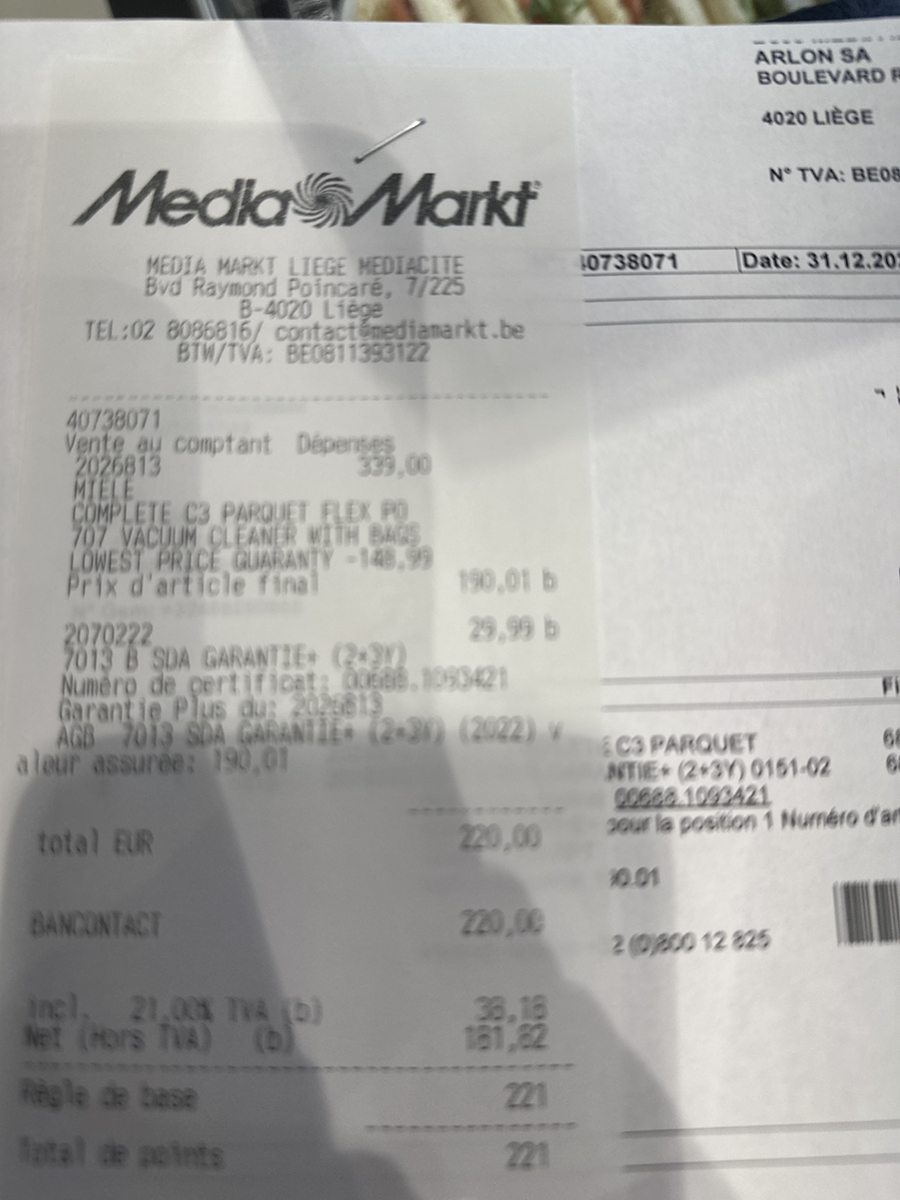 ARLON SA
BOULEVARD
4020 LIÈGE
N° TVA: BE08
40738071 Date: 31.12.20
Media Markt
MEDIA MARKT LIEGE MEDIACITE
Bvd Raymond Poincaré, 7/225
B-4020 Liège
TEL:02 8086816/ contact@mediamarkt.be
BTW/TVA: BE0811393122
40738071
Vente au comptant Dépenses
2026813 339,00
MIELE
COMPLETE C3 PARQUET FLEX PO
707 VACUUM CLEANER WITH BAGS
LOWEST PRICE QUARANTY -148,99
Prix d'article final 190,01 b
2070222 29,99 b
7013 B SDA GARANTIE+ (2+3Y)
Numéro de certificat: 00688.1093421
Garantie Plus du: 2026813
AGB 7013 SDA GARANTIE+ (2+3Y) (2022) v
aleur assurée: 190,01
total EUR 220,00
BANCONTACT 220,00
incl. 21,00% TVA (b) 38,18
Net (Hors TVA) (b) 181,82
Règle de base 221
Total de points 221
C3 PARQUET
NTIE+ (2+3Y) 0151-02
00688.1093421
pour la position 1 Numéro d'ar
0.01
2 (0)800 12 825